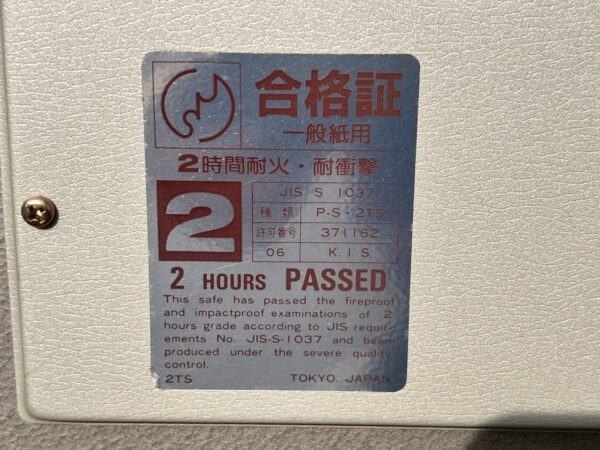 合格証
一般紙用
2時間耐火・耐衝撃
2
JIS S 1037
種類 P-S・2TS
許可番号 371162
06 K.I.S.
2 HOURS PASSED
This safe has passed the fireproof
and impactproof examinations of 2
hours grade according to JIS requir-
ements No. JIS-S-1037 and been
produced under the severe quality
control.
2TS TOKYO. JAPAN